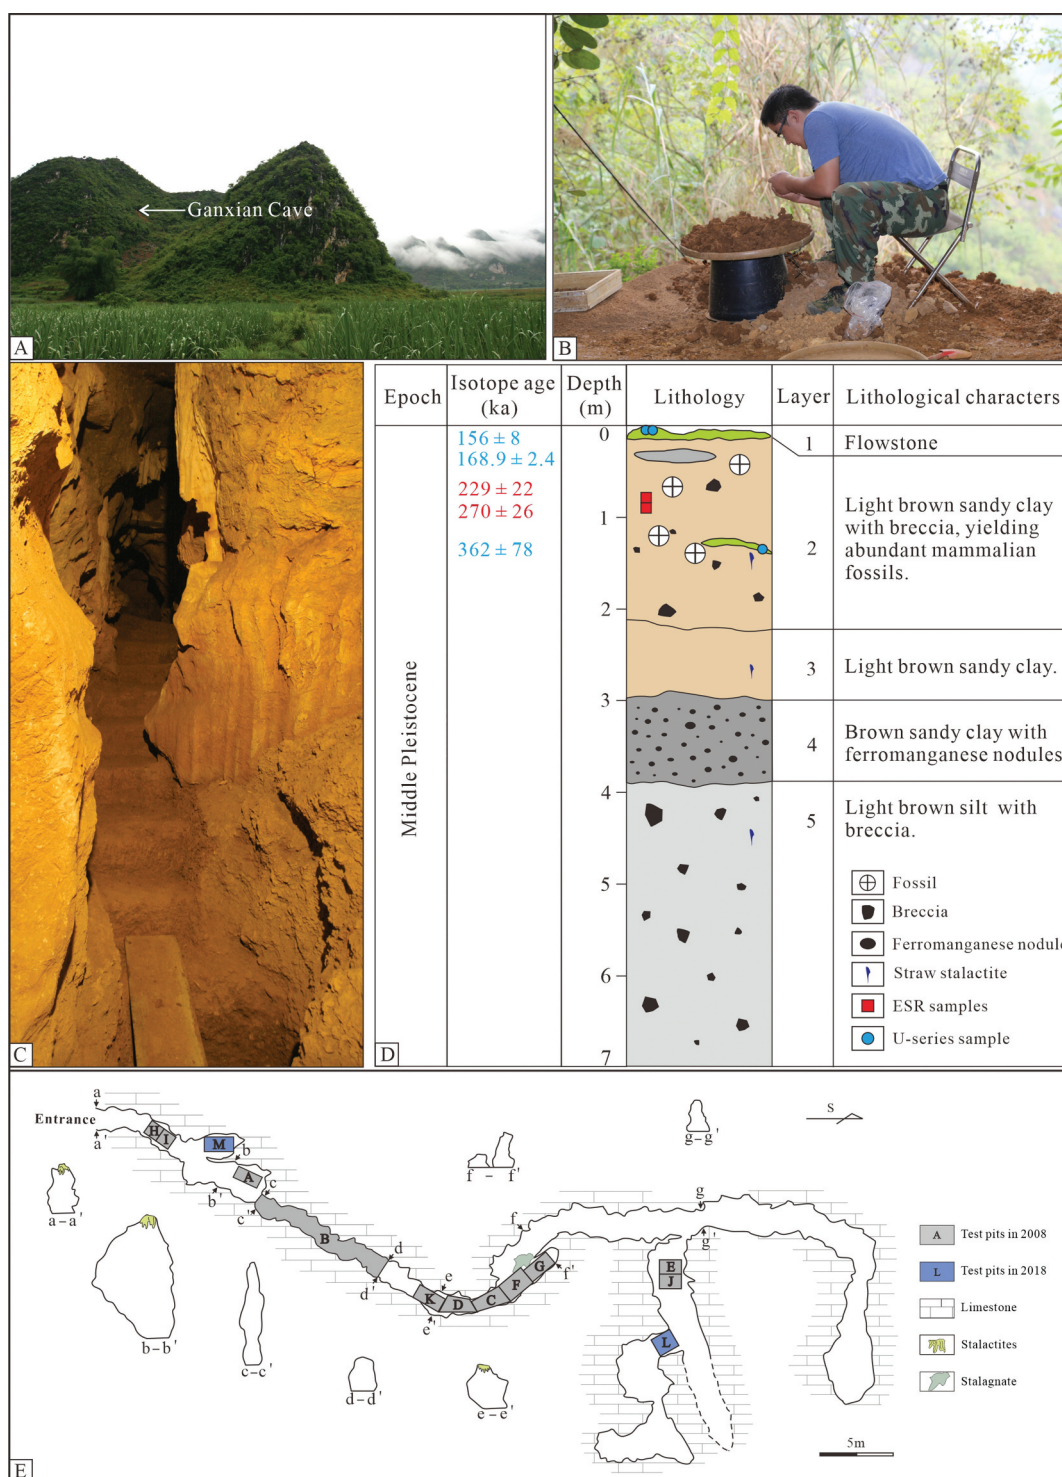 Ganxian Cave
A
B
C
Epoch
Isotope age
(ka)
Depth
(m)
Lithology
Layer
Lithological characters
Middle Pleistocene
156 ± 8
168.9 ± 2.4
229 ± 22
270 ± 26
362 ± 78
0
1
2
3
4
5
6
7
1
Flowstone
2
Light brown sandy clay
with breccia, yielding
abundant mammalian
fossils.
3
Light brown sandy clay.
4
Brown sandy clay with
ferromanganese nodules
5
Light brown silt with
breccia.
Fossil
Breccia
Ferromanganese nodule
Straw stalactite
ESR samples
U-series sample
D
a
Entrance
a'
H
I
M
b
A
b'
c
c'
B
d
d'
K
D
C
F
G
e
e'
f
f'
g
g'
E
J
L
a–a'
b–b'
c–c'
d–d'
e–e'
f – f'
g–g'
S
A
Test pits in 2008
L
Test pits in 2018
Limestone
Stalactites
Stalagnate
5m
E